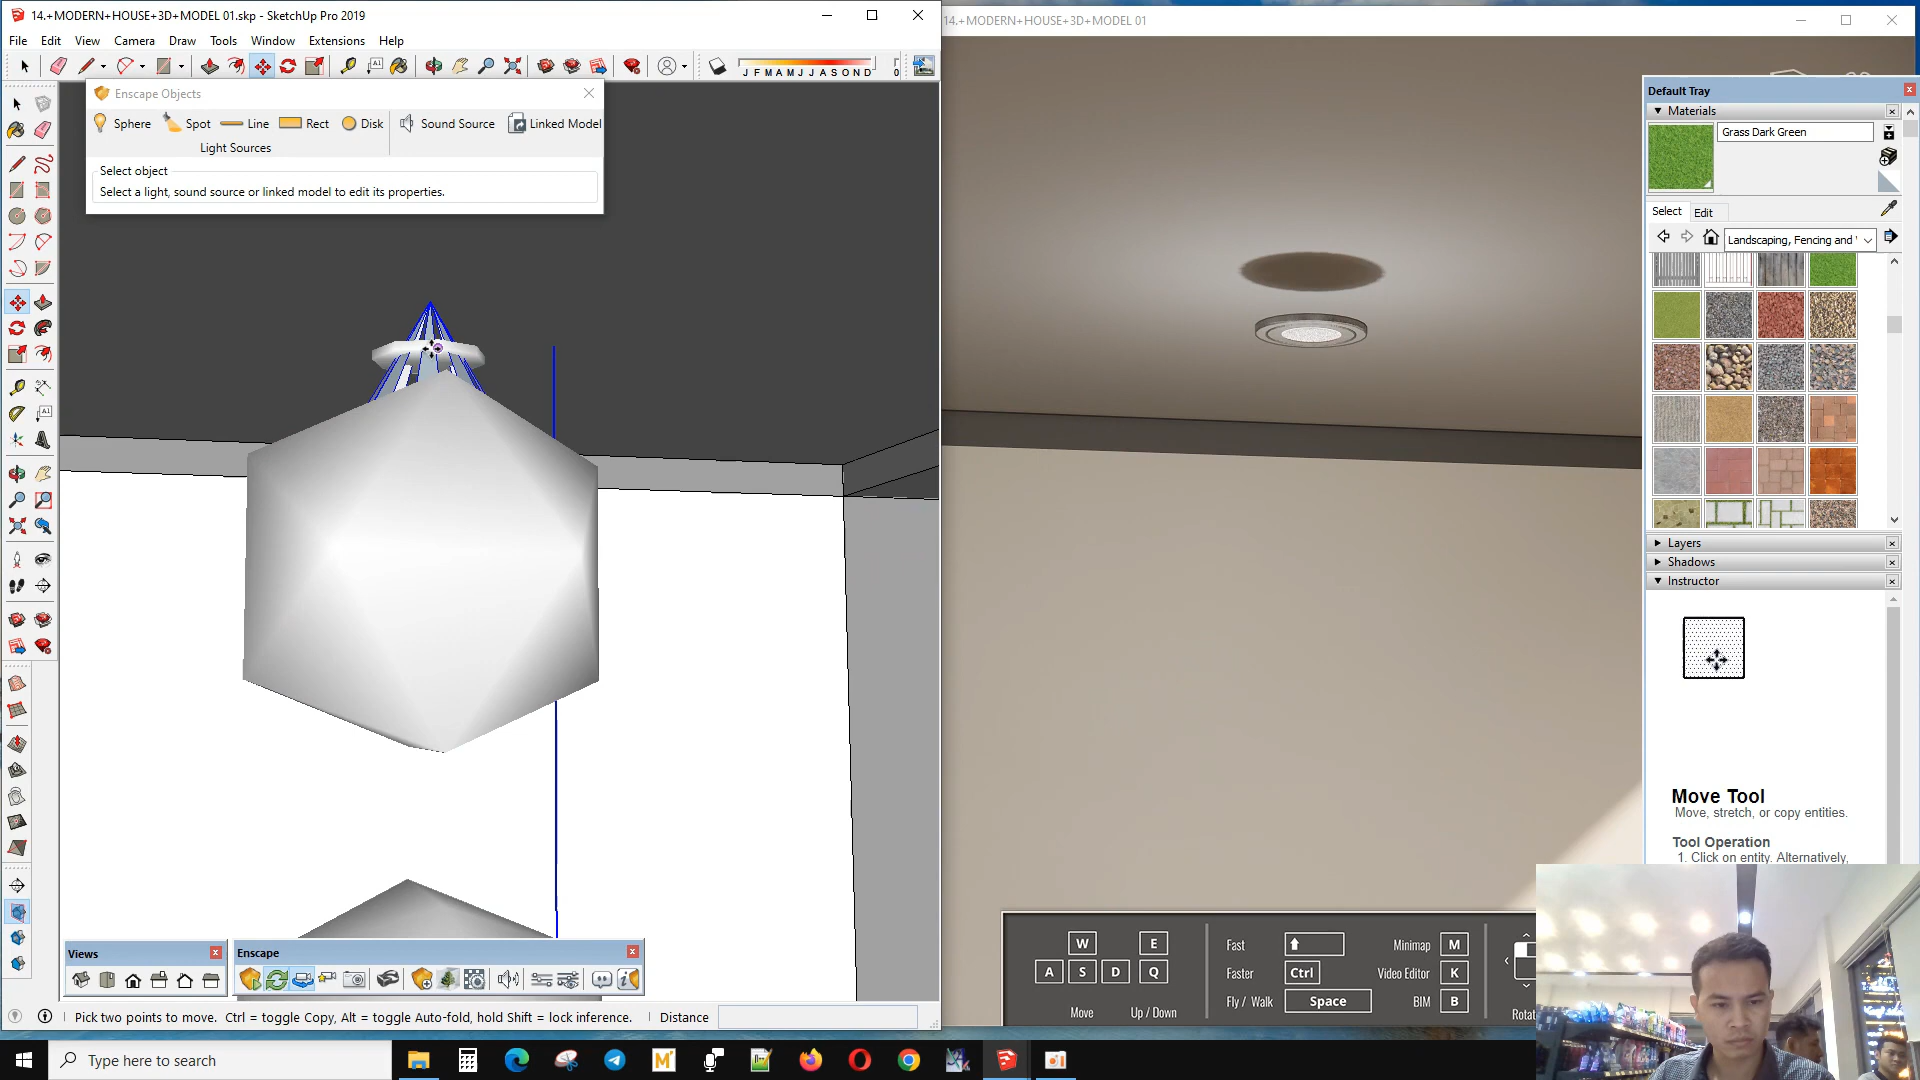 14.+MODERN+HOUSE+3D+MODEL 01.skp - SketchUp Pro 2019
File Edit View Camera Draw Tools Window Extensions Help
J F M A M J J A S O N D
0
Enscape Objects
Sphere Spot Line Rect Disk Sound Source Linked Model
Light Sources
Select object
Select a light, sound source or linked model to edit its properties.
A1
A1
Views
Enscape
Pick two points to move. Ctrl = toggle Copy, Alt = toggle Auto-fold, hold Shift = lock inference. Distance
14.+MODERN+HOUSE+3D+MODEL 01
W E
A S D Q
Move Up / Down
Fast
Faster Ctrl
Fly / Walk Space
Minimap M
Video Editor K
BIM B
Rotat
Default Tray
Materials
Grass Dark Green
Select Edit
Landscaping, Fencing and
Layers
Shadows
Instructor
Move Tool
Move, stretch, or copy entities.
Tool Operation
1. Click on entity. Alternatively,
Type here to search